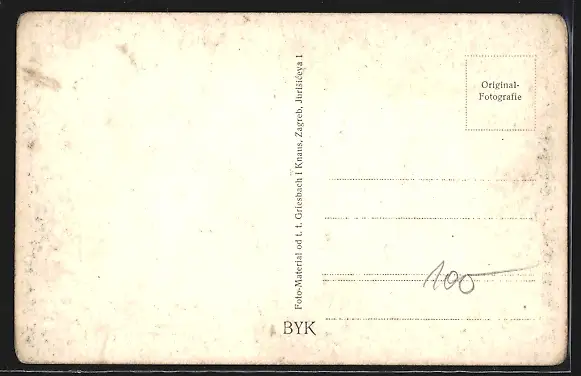 Original-
Fotografie
Foto-Material od t. t. Griesbach i Knaus, Zagreb, Jurišićeva 1
100
BYK